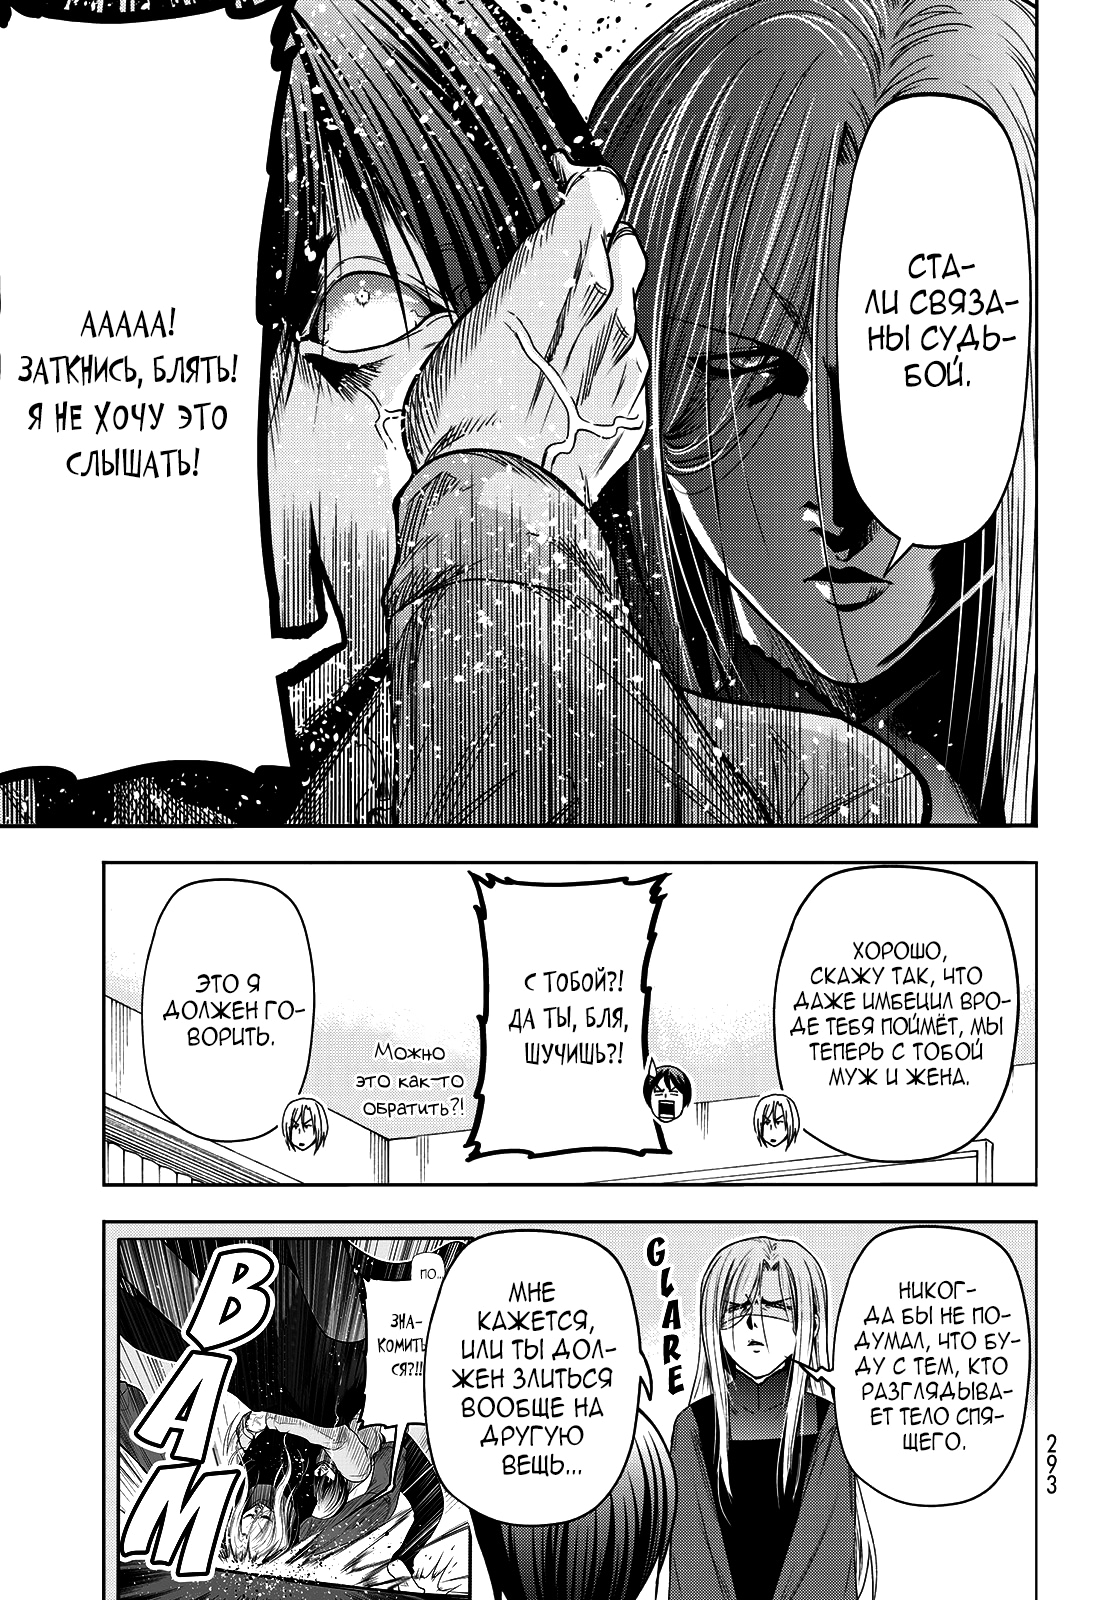 СТА-
ЛИ СВЯЗА-
НЫ СУДЬ-
БОЙ.
ААААА!
ЗАТКНИСЬ, БЛЯТЬ!
Я НЕ ХОЧУ ЭТО
СЛЫШАТЬ!
ХОРОШО,
СКАЖУ ТАК, ЧТО
ДАЖЕ ИМБЕЦИЛ ВРО-
ДЕ ТЕБЯ ПОЙМЁТ, МЫ
ТЕПЕРЬ С ТОБОЙ
МУЖ И ЖЕНА.
С ТОБОЙ?!
ДА ТЫ, БЛЯ,
ШУЧИШЬ?!
Можно
это как-то
обратить?!
ЭТО Я
ДОЛЖЕН ГО-
ВОРИТЬ.
НИКОГ-
ДА БЫ НЕ ПО-
ДУМАЛ, ЧТО БУ-
ДУ С ТЕМ, КТО
РАЗГЛЯДЫВА-
ЕТ ТЕЛО СПЯ-
ЩЕГО.
GLARE
МНЕ
КАЖЕТСЯ,
ИЛИ ТЫ ДОЛ-
ЖЕН ЗЛИТЬСЯ
ВООБЩЕ НА
ДРУГУЮ
ВЕЩЬ...
ПО...
ЗНА-
КОМИТЬ
СЯ?!!
BAM
293